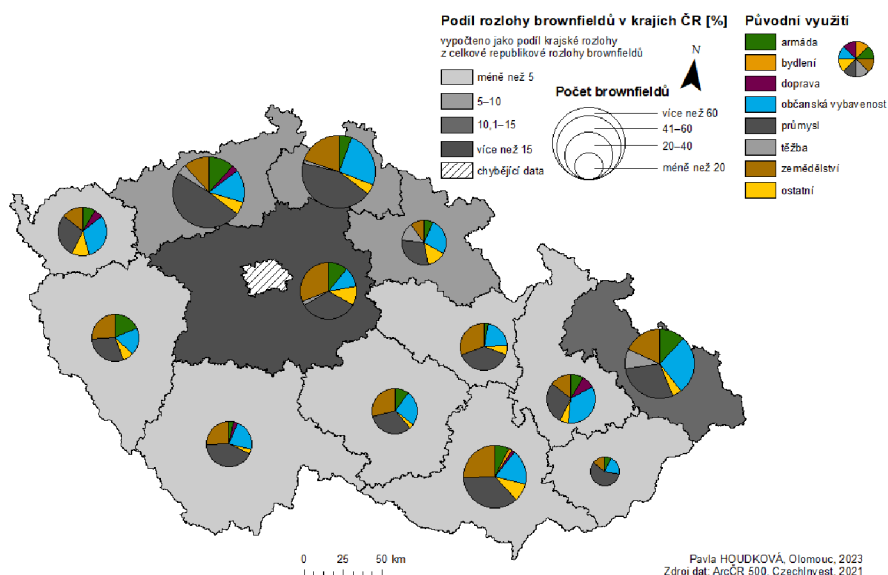 Podíl rozlohy brownfieldů v krajích ČR [%]
vypočteno jako podíl krajské rozlohy
z celkové republikové rozlohy brownfieldů
méně než 5
5–10
10,1–15
více než 15
chybějící data
N
Počet brownfieldů
více než 60
41–60
20–40
méně než 20
Původní využití
armáda
bydlení
doprava
občanská vybavenost
průmysl
těžba
zemědělství
ostatní
0 25 50 km
Pavla HOUDKOVÁ, Olomouc, 2023
Zdroj dat: ArcČR 500, CzechInvest, 2021